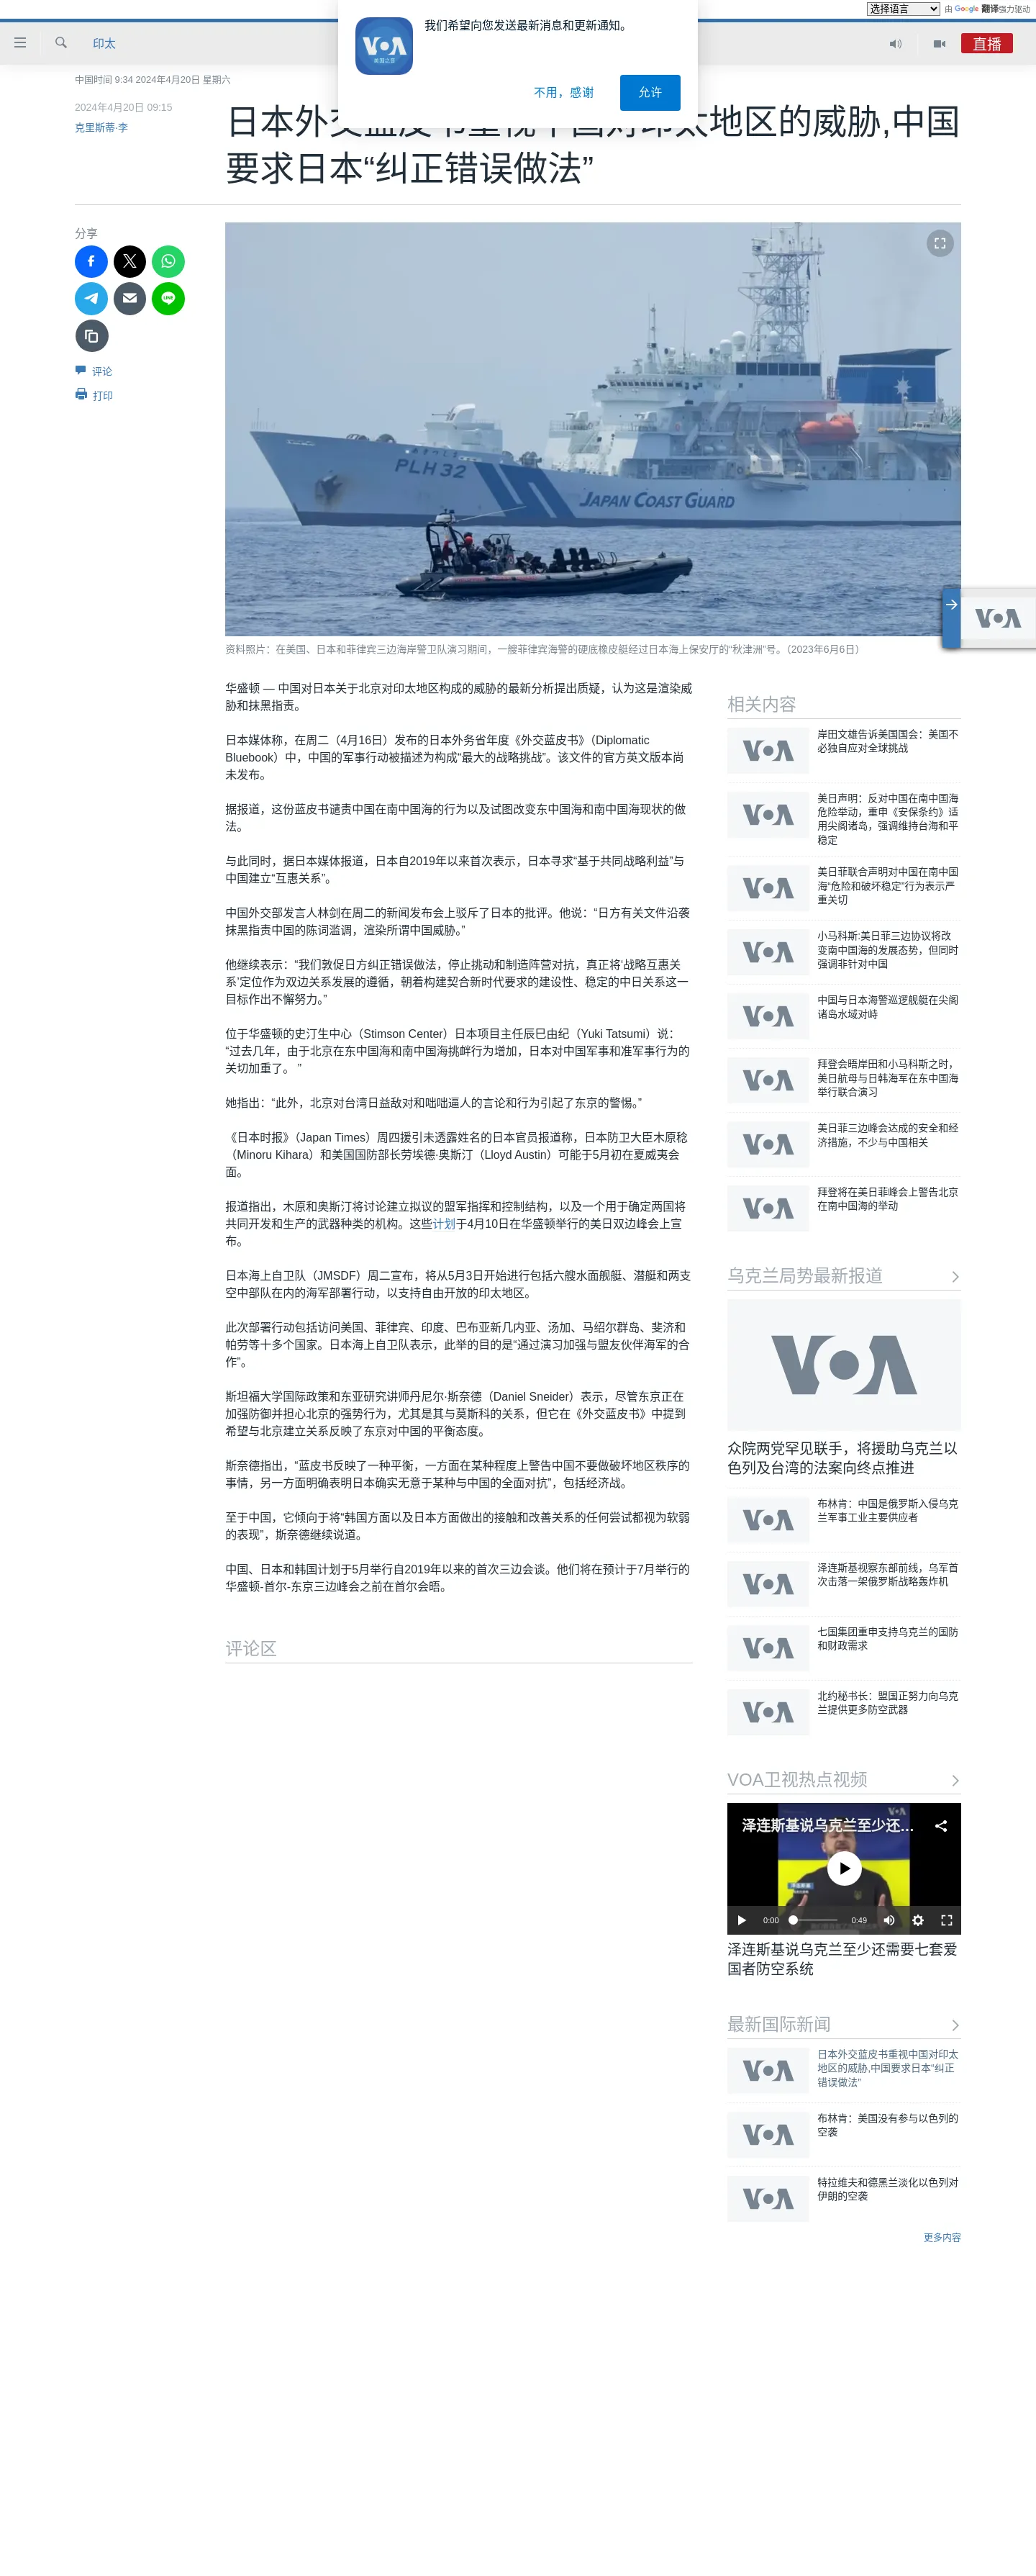 选择语言 由 Google 翻译强力驱动
VOA
美国之音
我们希望向您发送最新消息和更新通知。
不用，感谢
允许
印太
直播
中国时间 9:34 2024年4月20日 星期六
2024年4月20日 09:15
克里斯蒂·李
日本外交蓝皮书重视中国对印太地区的威胁,中国
要求日本“纠正错误做法”
分享
评论
打印
PLH 32
JAPAN COAST GUARD
VOA
资料照片：在美国、日本和菲律宾三边海岸警卫队演习期间，一艘菲律宾海警的硬底橡皮艇经过日本海上保安厅的“秋津洲”号。（2023年6月6日）
华盛顿 — 中国对日本关于北京对印太地区构成的威胁的最新分析提出质疑，认为这是渲染威
胁和抹黑指责。
日本媒体称，在周二（4月16日）发布的日本外务省年度《外交蓝皮书》（Diplomatic
Bluebook）中，中国的军事行动被描述为构成“最大的战略挑战”。该文件的官方英文版本尚
未发布。
据报道，这份蓝皮书谴责中国在南中国海的行为以及试图改变东中国海和南中国海现状的做
法。
与此同时，据日本媒体报道，日本自2019年以来首次表示，日本寻求“基于共同战略利益”与
中国建立“互惠关系”。
中国外交部发言人林剑在周二的新闻发布会上驳斥了日本的批评。他说：“日方有关文件沿袭
抹黑指责中国的陈词滥调，渲染所谓中国威胁。”
他继续表示：“我们敦促日方纠正错误做法，停止挑动和制造阵营对抗，真正将‘战略互惠关
系’定位作为双边关系发展的遵循，朝着构建契合新时代要求的建设性、稳定的中日关系这一
目标作出不懈努力。”
位于华盛顿的史汀生中心（Stimson Center）日本项目主任辰巳由纪（Yuki Tatsumi）说：
“过去几年，由于北京在东中国海和南中国海挑衅行为增加，日本对中国军事和准军事行为的
关切加重了。 ”
她指出：“此外，北京对台湾日益敌对和咄咄逼人的言论和行为引起了东京的警惕。”
《日本时报》（Japan Times）周四援引未透露姓名的日本官员报道称，日本防卫大臣木原稔
（Minoru Kihara）和美国国防部长劳埃德·奥斯汀（Lloyd Austin）可能于5月初在夏威夷会
面。
报道指出，木原和奥斯汀将讨论建立拟议的盟军指挥和控制结构，以及一个用于确定两国将
共同开发和生产的武器种类的机构。这些计划于4月10日在华盛顿举行的美日双边峰会上宣
布。
日本海上自卫队（JMSDF）周二宣布，将从5月3日开始进行包括六艘水面舰艇、潜艇和两支
空中部队在内的海军部署行动，以支持自由开放的印太地区。
此次部署行动包括访问美国、菲律宾、印度、巴布亚新几内亚、汤加、马绍尔群岛、斐济和
帕劳等十多个国家。日本海上自卫队表示，此举的目的是“通过演习加强与盟友伙伴海军的合
作”。
斯坦福大学国际政策和东亚研究讲师丹尼尔·斯奈德（Daniel Sneider）表示，尽管东京正在
加强防御并担心北京的强势行为，尤其是其与莫斯科的关系，但它在《外交蓝皮书》中提到
希望与北京建立关系反映了东京对中国的平衡态度。
斯奈德指出，“蓝皮书反映了一种平衡，一方面在某种程度上警告中国不要做破坏地区秩序的
事情，另一方面明确表明日本确实无意于某种与中国的全面对抗”，包括经济战。
至于中国，它倾向于将“韩国方面以及日本方面做出的接触和改善关系的任何尝试都视为软弱
的表现”，斯奈德继续说道。
中国、日本和韩国计划于5月举行自2019年以来的首次三边会谈。他们将在预计于7月举行的
华盛顿-首尔-东京三边峰会之前在首尔会晤。
评论区
相关内容
VOA
岸田文雄告诉美国国会：美国不
必独自应对全球挑战
VOA
美日声明：反对中国在南中国海
危险举动，重申《安保条约》适
用尖阁诸岛，强调维持台海和平
稳定
VOA
美日菲联合声明对中国在南中国
海“危险和破坏稳定”行为表示严
重关切
VOA
小马科斯:美日菲三边协议将改
变南中国海的发展态势，但同时
强调非针对中国
VOA
中国与日本海警巡逻舰艇在尖阁
诸岛水域对峙
VOA
拜登会晤岸田和小马科斯之时，
美日航母与日韩海军在东中国海
举行联合演习
VOA
美日菲三边峰会达成的安全和经
济措施，不少与中国相关
VOA
拜登将在美日菲峰会上警告北京
在南中国海的举动
乌克兰局势最新报道
VOA
众院两党罕见联手，将援助乌克兰以
色列及台湾的法案向终点推进
VOA
布林肯：中国是俄罗斯入侵乌克
兰军事工业主要供应者
VOA
泽连斯基视察东部前线，乌军首
次击落一架俄罗斯战略轰炸机
VOA
七国集团重申支持乌克兰的国防
和财政需求
VOA
北约秘书长：盟国正努力向乌克
兰提供更多防空武器
VOA卫视热点视频
VOA
泽连斯基说乌克兰至少还...
0:00
0:49
泽连斯基说乌克兰至少还需要七套爱
国者防空系统
最新国际新闻
VOA
日本外交蓝皮书重视中国对印太
地区的威胁,中国要求日本“纠正
错误做法”
VOA
布林肯：美国没有参与以色列的
空袭
VOA
特拉维夫和德黑兰淡化以色列对
伊朗的空袭
更多内容